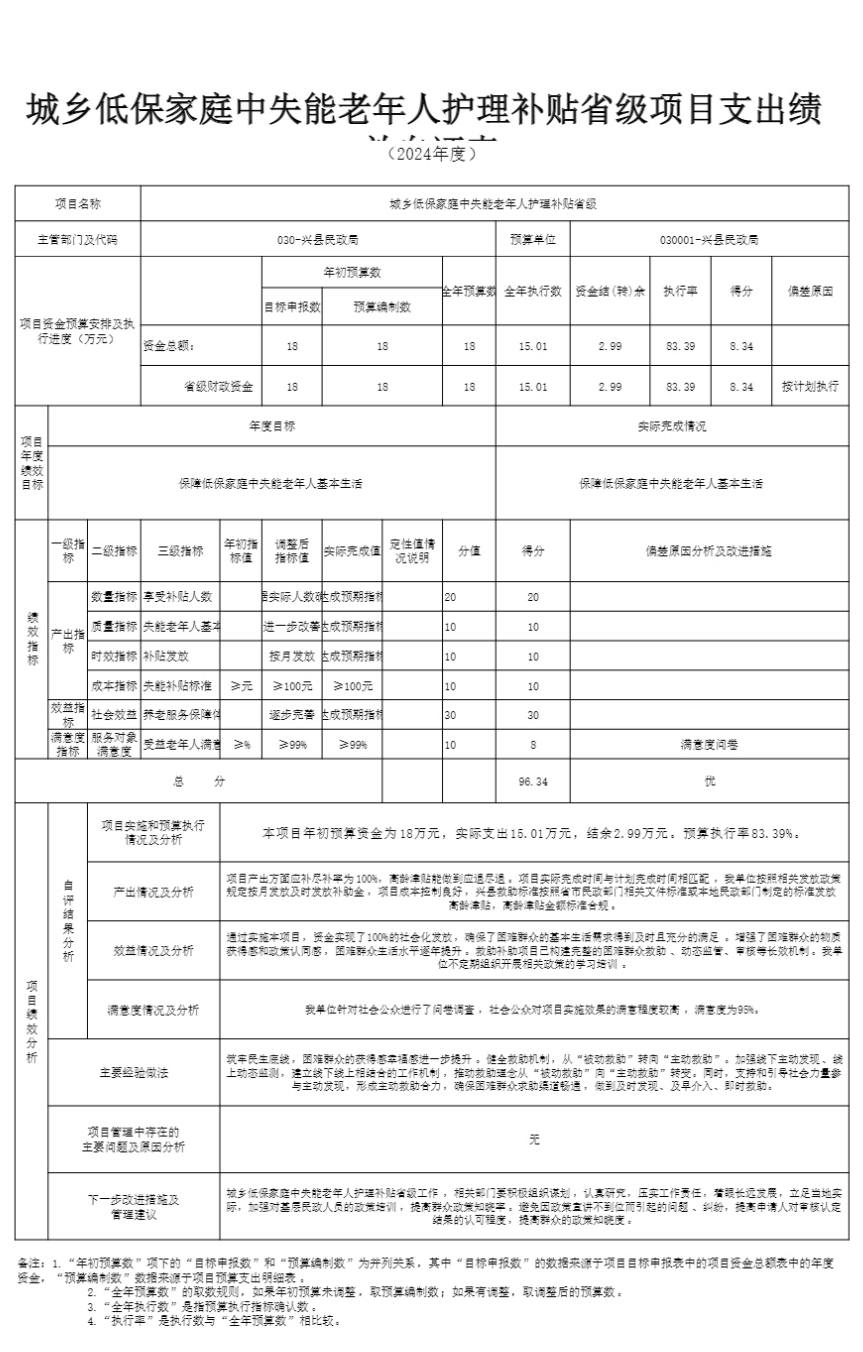 城乡低保家庭中失能老年人护理补贴省级项目支出绩
（2024年度）
项目名称
城乡低保家庭中失能老年人护理补贴省级
主管部门及代码
030-兴县民政局
预算单位
030001-兴县民政局
项目资金预算安排及执
行进度（万元）
年初预算数
目标申报数
预算编制数
全年预算数
全年执行数
资金结(转)余
执行率
得分
偏差原因
资金总额：
18
18
18
15.01
2.99
83.39
8.34
省级财政资金
18
18
18
15.01
2.99
83.39
8.34
按计划执行
项目
年度
绩效
目标
年度目标
实际完成情况
保障低保家庭中失能老年人基本生活
保障低保家庭中失能老年人基本生活
绩
效
指
标
一级指
标
二级指标
三级指标
年初指
标值
调整后
指标值
实际完成值
定性值情
况说明
分值
得分
偏差原因分析及改进措施
产出指
标
数量指标
享受补贴人数
实际人数
达成预期指标
20
20
质量指标
失能老年人基本
进一步改善
达成预期指标
10
10
时效指标
补贴发放
按月发放
达成预期指标
10
10
成本指标
失能补贴标准
≥元
≥100元
≥100元
10
10
效益指
标
社会效益
养老服务保障体
逐步完善
达成预期指标
30
30
满意度
指标
服务对象
满意度
受益老年人满意
≥%
≥99%
≥99%
10
8
满意度问卷
总　　分
96.34
优
项
目
绩
效
分
析
自
评
结
果
分
析
项目实施和预算执行
情况及分析
本项目年初预算资金为18万元，实际支出15.01万元，结余2.99万元。预算执行率83.39%。
产出情况及分析
项目产出方面应补尽补率为100%，高龄津贴能做到应退尽退。项目实际完成时间与计划完成时间相匹配，我单位按照相关发放政策
规定按月发放及时发放补助金，项目成本控制良好，兴县救助标准按照省市民政部门相关文件标准或本地民政部门制定的标准发放
高龄津贴，高龄津贴金额标准合规。
效益情况及分析
通过实施本项目，资金实现了100%的社会化发放，确保了困难群众的基本生活需求得到及时且充分的满足。增强了困难群众的物质
获得感和政策认同感，困难群众生活水平逐年提升。救助补助项目已构建完整的困难群众救助、动态监管、审核等长效机制。我单
位不定期组织开展相关政策的学习培训。
满意度情况及分析
我单位针对社会公众进行了问卷调查，社会公众对项目实施效果的满意程度较高，满意度为95%。
主要经验做法
筑牢民生底线，困难群众的获得感幸福感进一步提升。健全救助机制，从“被动救助”转向“主动救助”。加强线下主动发现、线
上动态监测，建立线下线上相结合的工作机制，推动救助理念从“被动救助”向“主动救助”转变。同时，支持和引导社会力量参
与主动发现，形成主动救助合力，确保困难群众求助渠道畅通，做到及时发现、及早介入、即时救助。
项目管理中存在的
主要问题及原因分析
无
下一步改进措施及
管理建议
城乡低保家庭中失能老年人护理补贴省级工作，相关部门要积极组织谋划，认真研究，压实工作责任，着眼长远发展，立足当地实
际，加强对基层民政人员的政策培训，提高群众政策知晓率。避免因政策宣讲不到位而引起的问题、纠纷，提高申请人对审核认定
结果的认可程度，提高群众的政策知晓度。
备注：1.“年初预算数”项下的“目标申报数”和“预算编制数”为并列关系，其中“目标申报数”的数据来源于项目目标申报表中的项目资金总额表中的年度
资金，“预算编制数”数据来源于项目预算支出明细表。
2.“全年预算数”的取数规则，如果年初预算未调整，取预算编制数；如果有调整，取调整后的预算数。
3.“全年执行数”是指预算执行指标确认数。
4.“执行率”是执行数与“全年预算数”相比较。